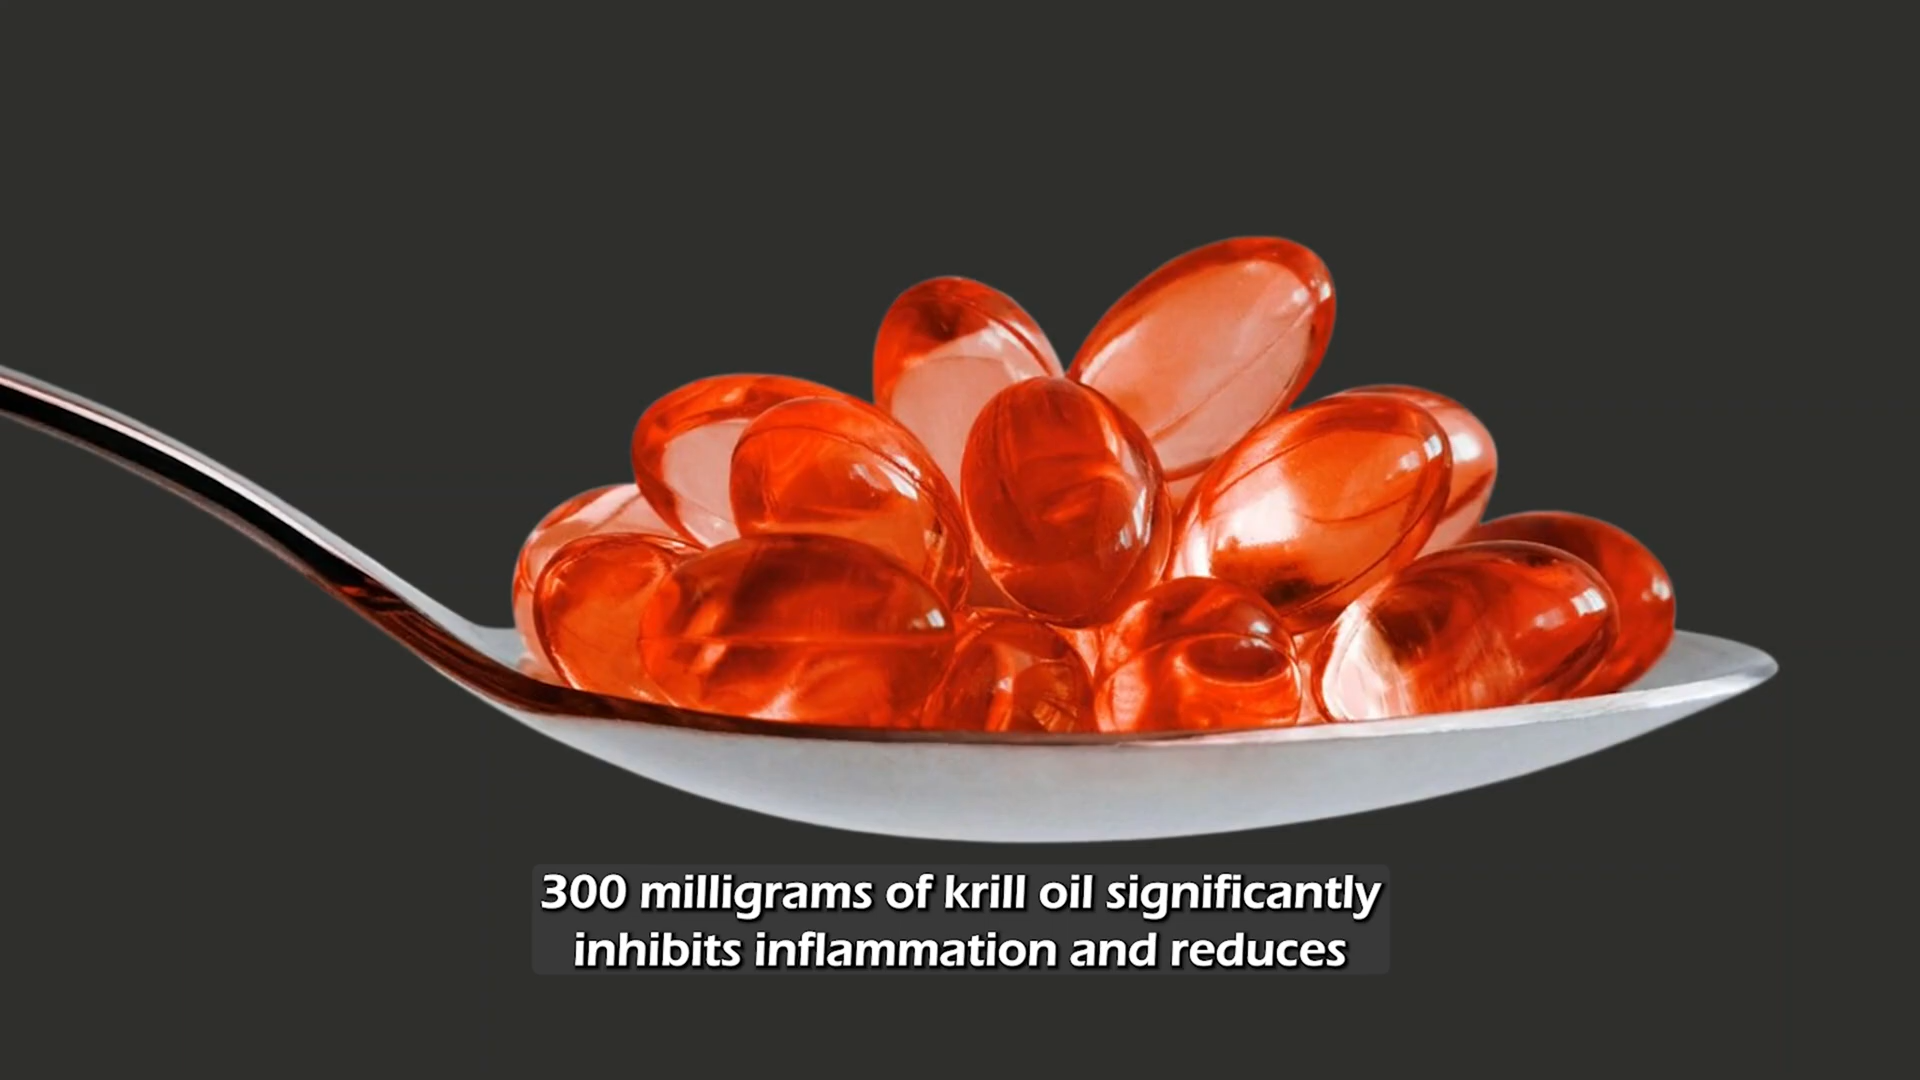 300 milligrams of krill oil significantly
inhibits inflammation and reduces